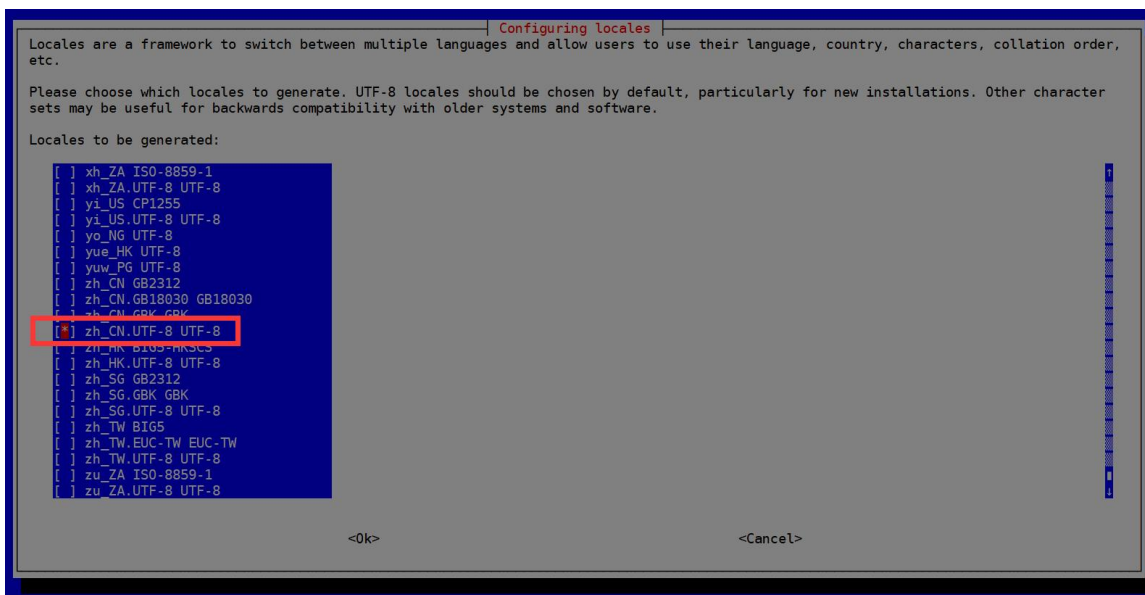 Configuring locales
Locales are a framework to switch between multiple languages and allow users to use their language, country, characters, collation order,
etc.
Please choose which locales to generate. UTF-8 locales should be chosen by default, particularly for new installations. Other character
sets may be useful for backwards compatibility with older systems and software.
Locales to be generated:
[ ] xh_ZA ISO-8859-1
[ ] xh_ZA.UTF-8 UTF-8
[ ] yi_US CP1255
[ ] yi_US.UTF-8 UTF-8
[ ] yo_NG UTF-8
[ ] yue_HK UTF-8
[ ] yuw_PG UTF-8
[ ] zh_CN GB2312
[ ] zh_CN.GB18030 GB18030
[ ] zh_CN.GBK GBK
[*] zh_CN.UTF-8 UTF-8
[ ] zh_HK BIG5-HKSCS
[ ] zh_HK.UTF-8 UTF-8
[ ] zh_SG GB2312
[ ] zh_SG.GBK GBK
[ ] zh_SG.UTF-8 UTF-8
[ ] zh_TW BIG5
[ ] zh_TW.EUC-TW EUC-TW
[ ] zh_TW.UTF-8 UTF-8
[ ] zu_ZA ISO-8859-1
[ ] zu_ZA.UTF-8 UTF-8
<Ok> <Cancel>